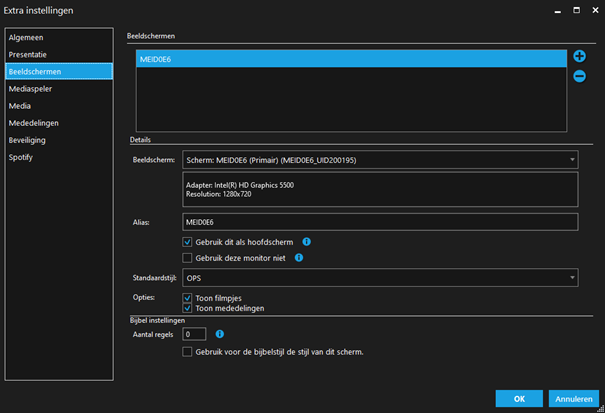 Extra instellingen
Algemeen
Presentatie
Beeldschermen
Mediaspeler
Media
Mededelingen
Beveiliging
Spotify
Beeldschermen
MEID0E6
Details
Beeldscherm: Scherm: MEID0E6 (Primair) (MEID0E6_UID200195)
Adapter: Intel(R) HD Graphics 5500
Resolution: 1280x720
Alias: MEID0E6
Gebruik dit als hoofdscherm
Gebruik deze monitor niet
Standaardstijl: OPS
Opties: Toon filmpjes
Toon mededelingen
Bijbel instellingen
Aantal regels 0
Gebruik voor de bijbelstijl de stijl van dit scherm.
OK Annuleren